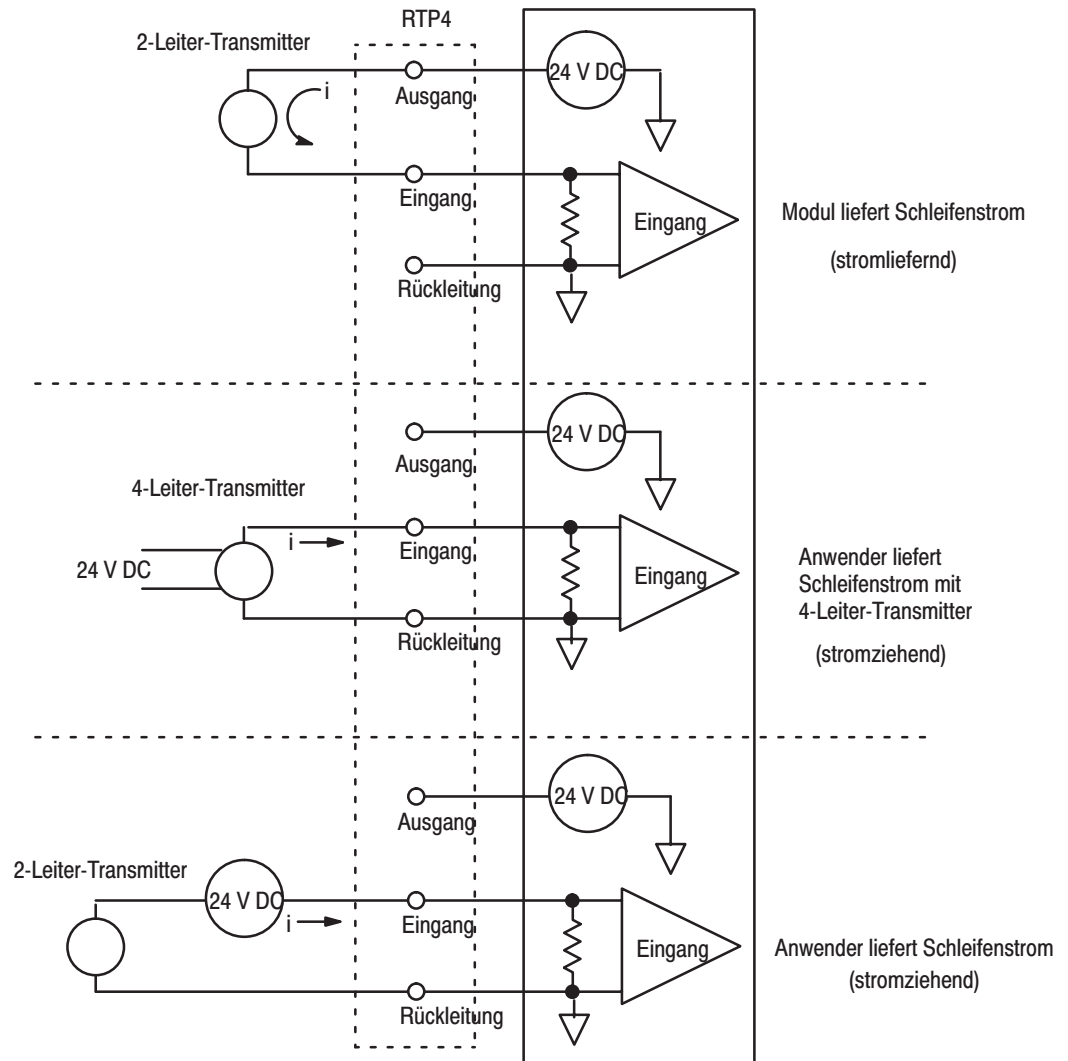 RTP4
2-Leiter-Transmitter
24 V DC
i
Ausgang
Eingang
Eingang
Rückleitung
Modul liefert Schleifenstrom
(stromliefernd)
24 V DC
Ausgang
4-Leiter-Transmitter
24 V DC
i
Eingang
Eingang
Rückleitung
Anwender liefert
Schleifenstrom mit
4-Leiter-Transmitter
(stromziehend)
24 V DC
Ausgang
2-Leiter-Transmitter
24 V DC
i
Eingang
Eingang
Rückleitung
Anwender liefert Schleifenstrom
(stromziehend)